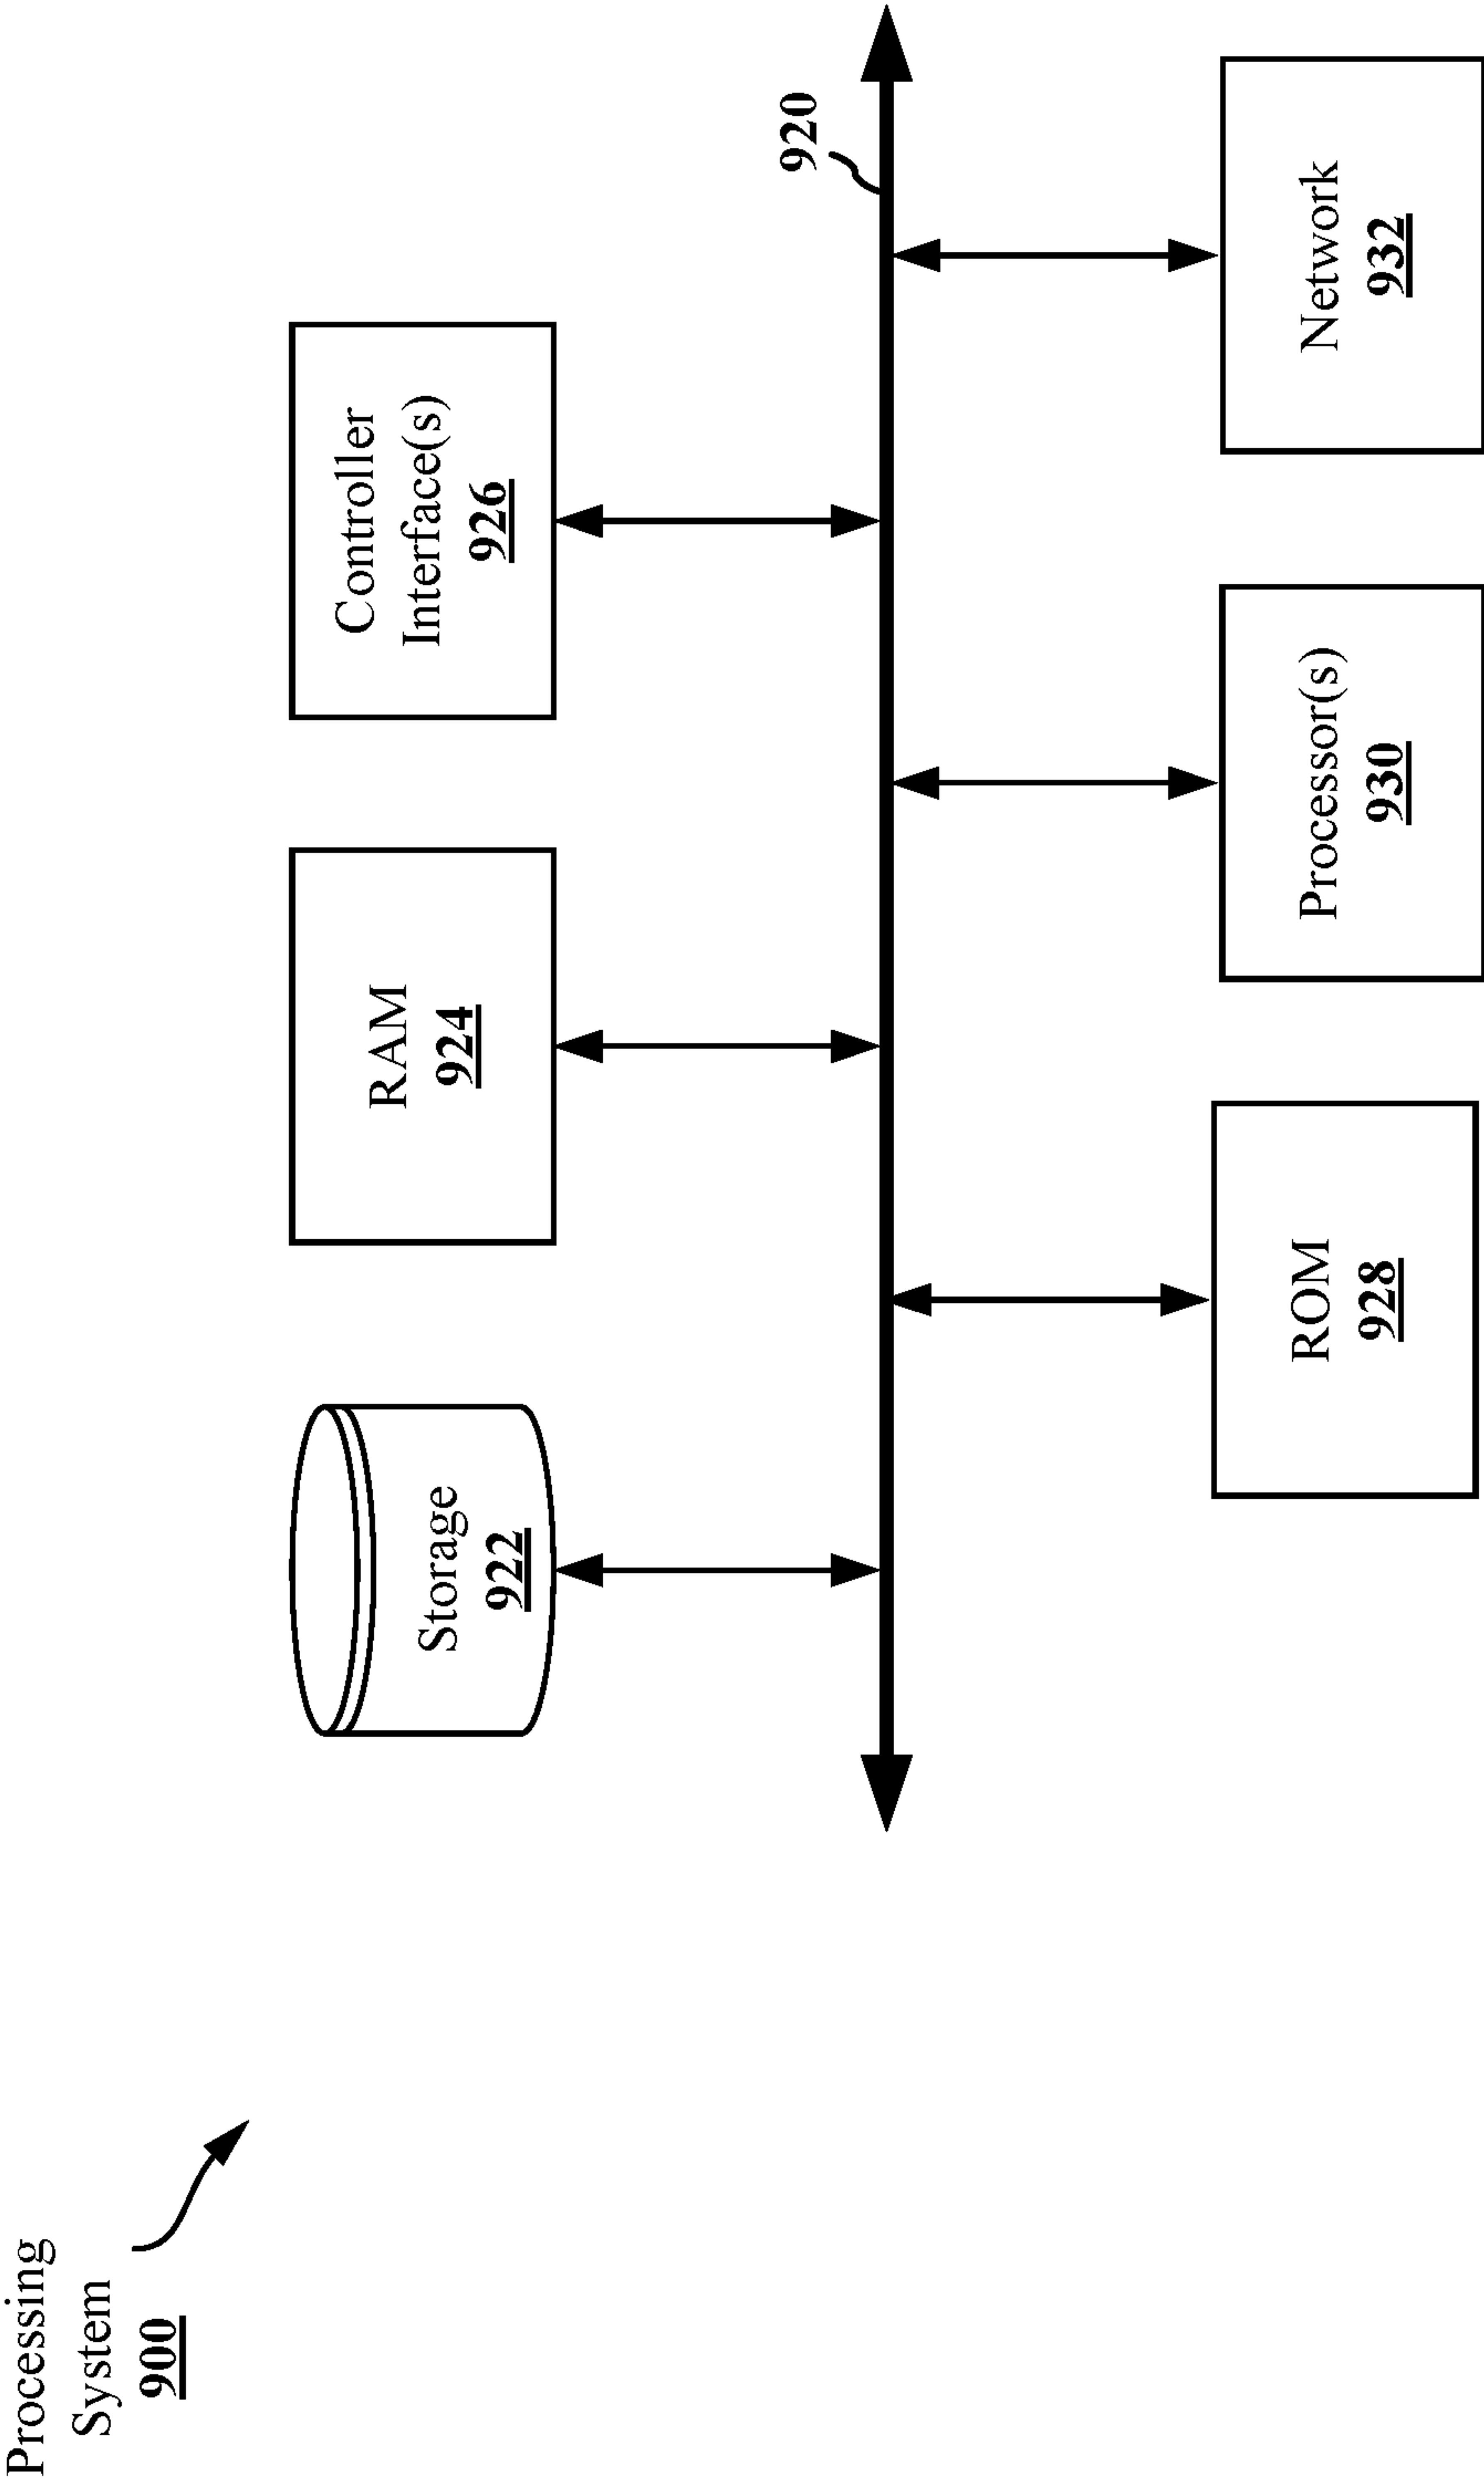 Processing
System
900
Storage
922
RAM
924
Controller
Interface(s)
926
920
ROM
928
Processor(s)
930
Network
932